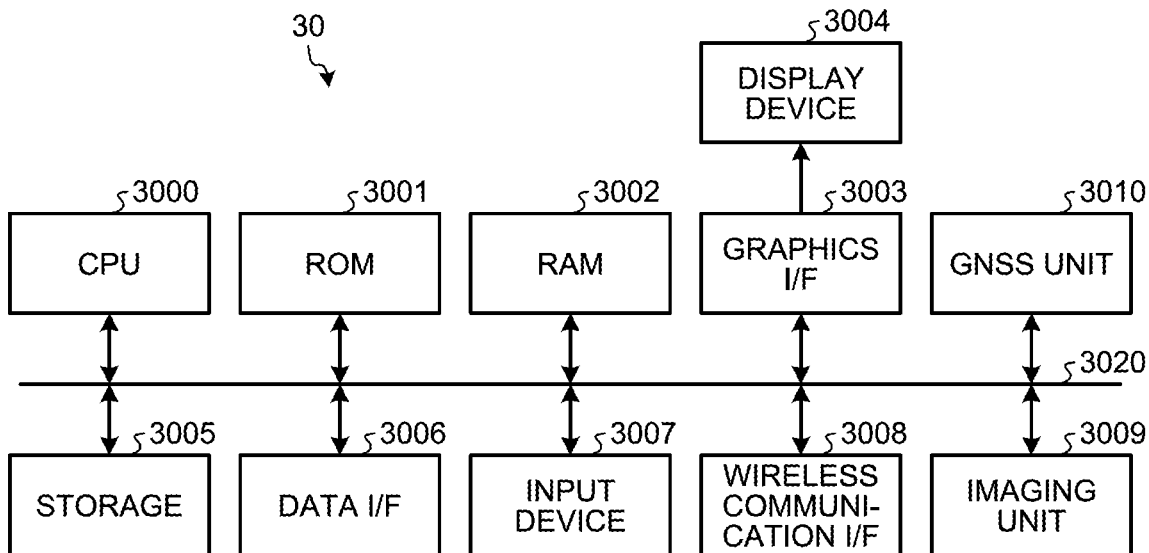 30
3004
DISPLAY
DEVICE
3000
3001
3002
3003
3010
CPU
ROM
RAM
GRAPHICS
I/F
GNSS UNIT
3020
3005
3006
3007
3008
3009
STORAGE
DATA I/F
INPUT
DEVICE
WIRELESS
COMMUNI-
CATION I/F
IMAGING
UNIT